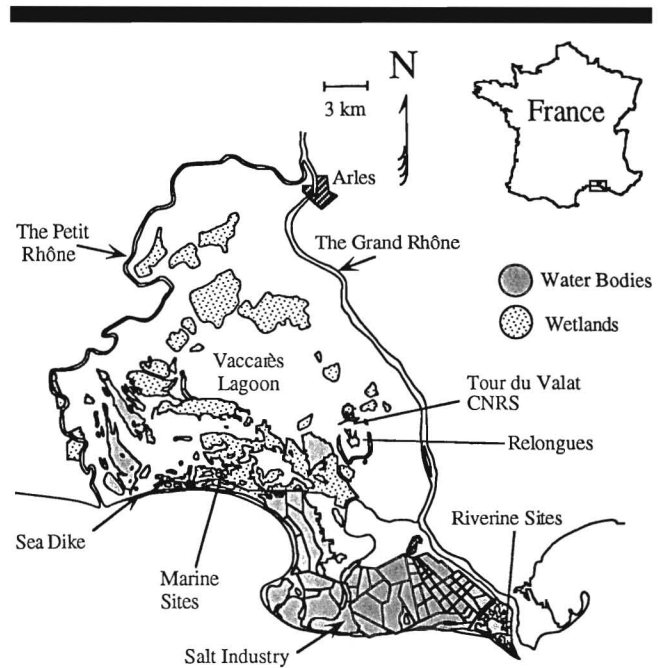 N
3 km
France
Arles
The Petit
Rhône
The Grand Rhône
Water Bodies
Wetlands
Vaccarès
Lagoon
Tour du Valat
CNRS
Relongues
Riverine Sites
Sea Dike
Marine
Sites
Salt Industry